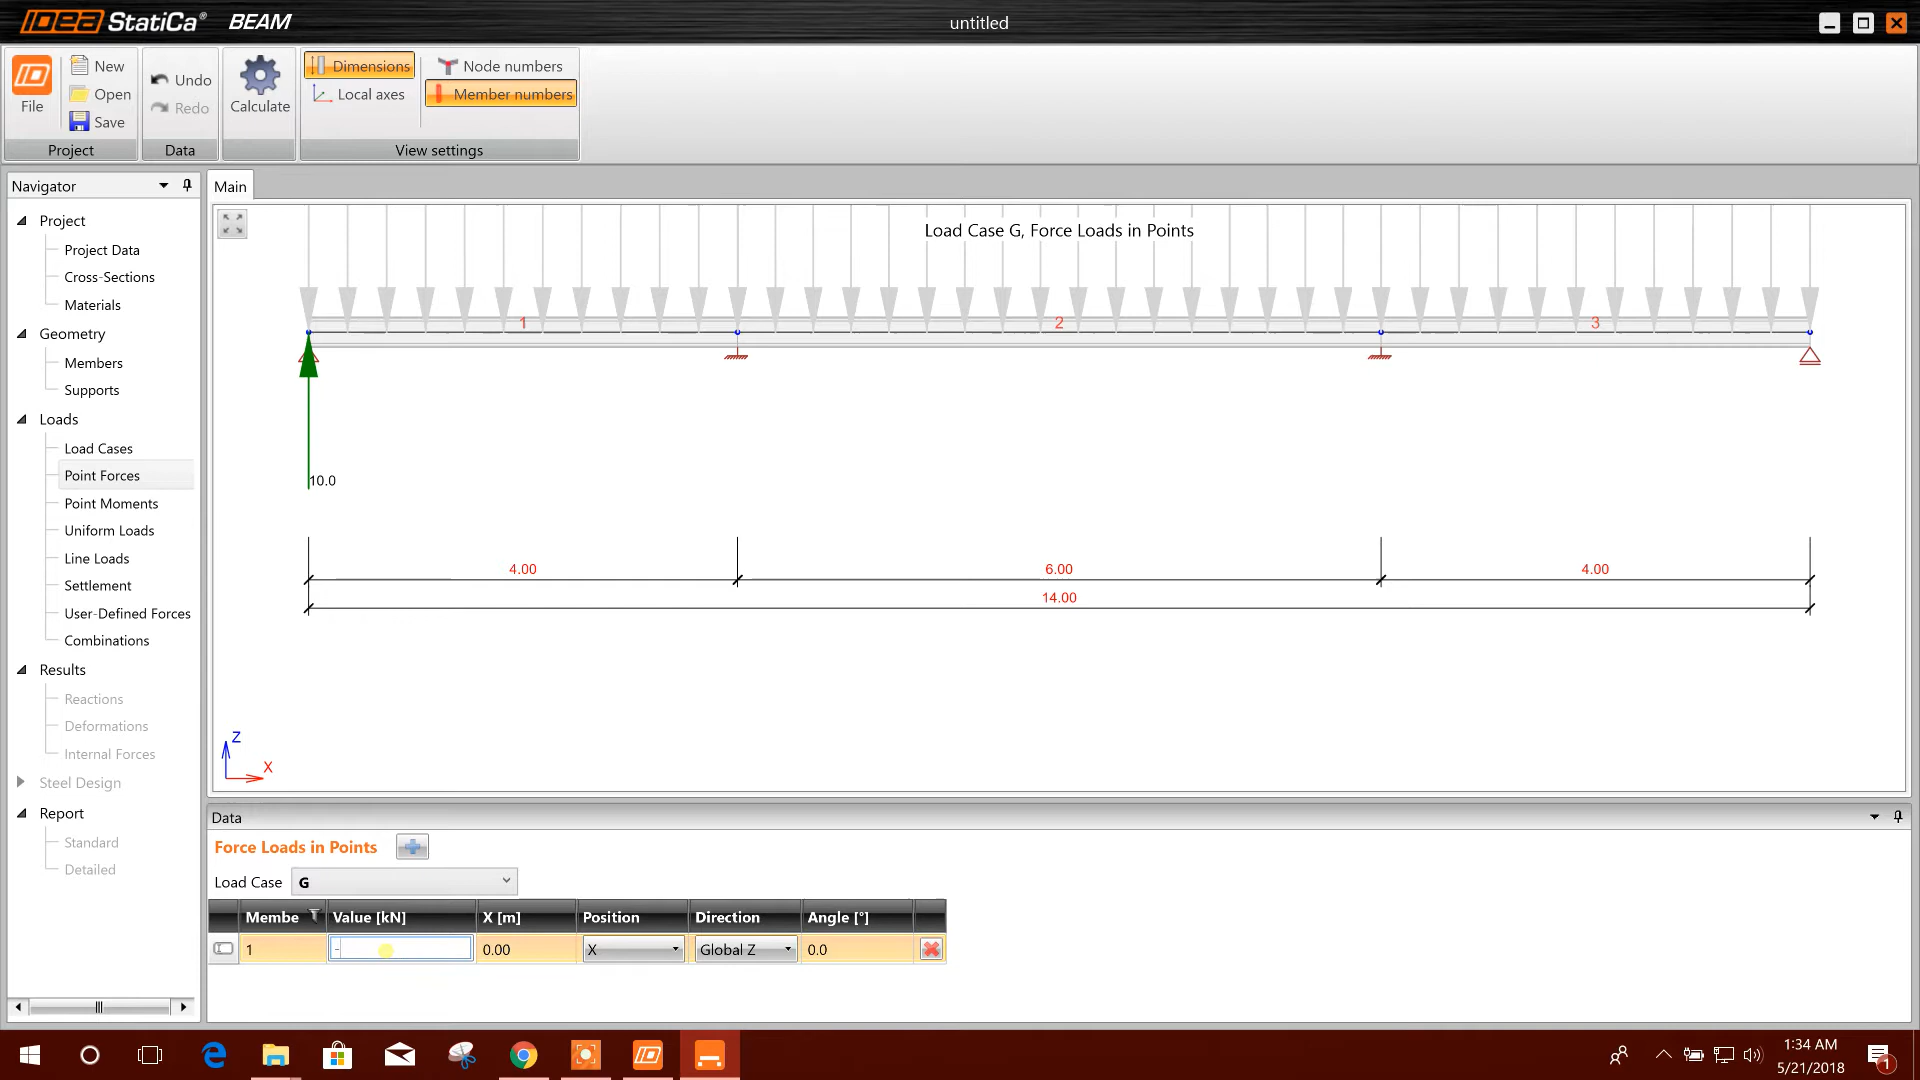 IDEA StatiCa® BEAM
untitled
File
New
Open
Save
Project
Undo
Redo
Data
Calculate
Dimensions
Local axes
Node numbers
Member numbers
View settings
Navigator
Project
Project Data
Cross-Sections
Materials
Geometry
Members
Supports
Loads
Load Cases
Point Forces
Point Moments
Uniform Loads
Line Loads
Settlement
User-Defined Forces
Combinations
Results
Reactions
Deformations
Internal Forces
Steel Design
Report
Standard
Detailed
Main
Load Case G, Force Loads in Points
1
2
3
10.0
4.00
6.00
4.00
14.00
Z
X
Data
Force Loads in Points
Load Case G
Membe Value [kN] X [m] Position Direction Angle [°]
1 - 0.00 X Global Z 0.0
1:34 AM
5/21/2018
1